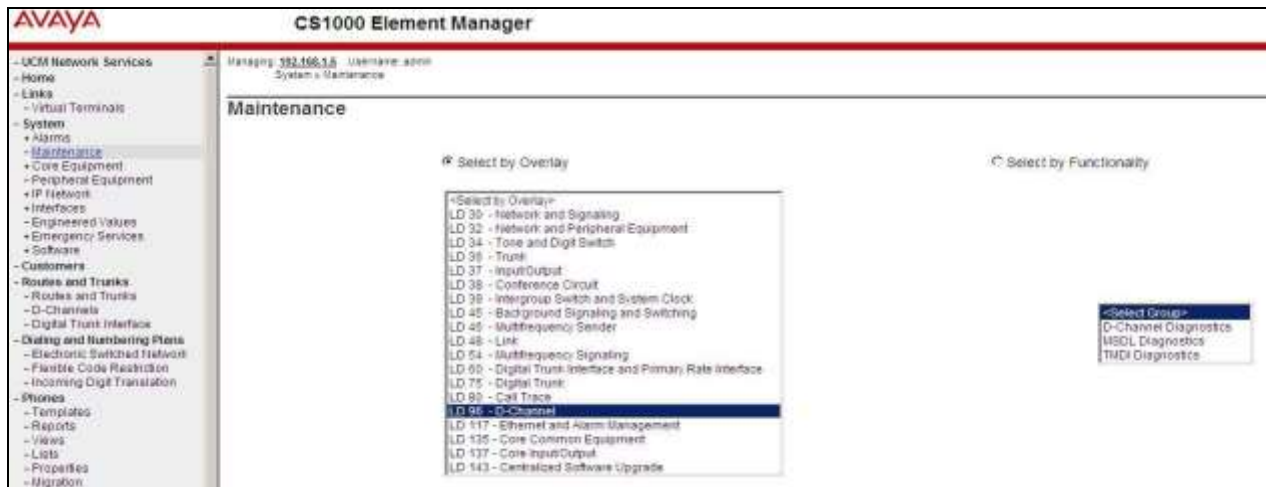 AVAYA
CS1000 Element Manager
- UCM Network Services
- Home
- Links
- Virtual Terminals
- System
+ Alarms
- Maintenance
+ Core Equipment
- Peripheral Equipment
+ IP Network
+ Interfaces
- Engineered Values
+ Emergency Services
+ Software
- Customers
- Routes and Trunks
- Routes and Trunks
- D-Channels
- Digital Trunk Interface
- Dialing and Numbering Plans
- Electronic Switched Network
- Flexible Code Restriction
- Incoming Digit Translation
- Phones
- Templates
- Reports
- Views
- Lists
- Properties
- Migration
Managing: 192.168.1.5 Username: admin
System » Maintenance
Maintenance
Select by Overlay
<Select by Overlay>
LD 30 - Network and Signaling
LD 32 - Network and Peripheral Equipment
LD 34 - Tone and Digit Switch
LD 36 - Trunk
LD 37 - Input/Output
LD 38 - Conference Circuit
LD 39 - Intergroup Switch and System Clock
LD 45 - Background Signaling and Switching
LD 46 - Multifrequency Sender
LD 48 - Link
LD 54 - Multifrequency Signaling
LD 60 - Digital Trunk Interface and Primary Rate Interface
LD 75 - Digital Trunk
LD 80 - Call Trace
LD 96 - D-Channel
LD 117 - Ethernet and Alarm Management
LD 135 - Core Common Equipment
LD 137 - Core Input/Output
LD 143 - Centralized Software Upgrade
Select by Functionality
<Select Group>
D-Channel Diagnostics
MSDL Diagnostics
TMDI Diagnostics